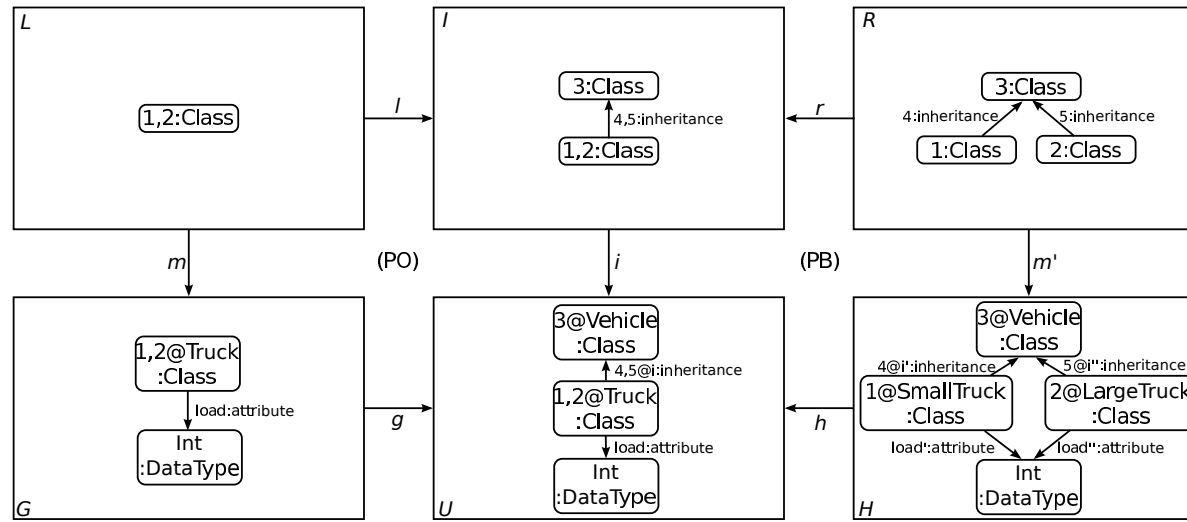 L
1,2:Class
l
I
3:Class
4,5:inheritance
1,2:Class
r
R
3:Class
4:inheritance
5:inheritance
1:Class
2:Class
m
(PO)
i
(PB)
m'
1,2@Truck
:Class
load:attribute
Int
:DataType
G
g
3@Vehicle
:Class
4,5@i:inheritance
1,2@Truck
:Class
load:attribute
Int
:DataType
U
h
3@Vehicle
:Class
4@i':inheritance
5@i'':inheritance
1@SmallTruck
:Class
2@LargeTruck
:Class
load':attribute
load'':attribute
Int
:DataType
H